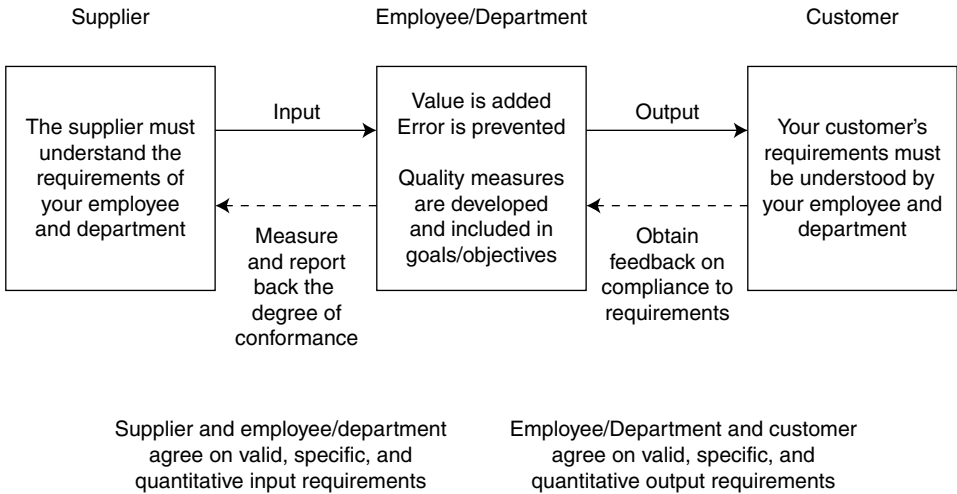 Supplier
Employee/Department
Customer
The supplier must
understand the
requirements of
your employee
and department
Input
Measure
and report
back the
degree of
conformance
Value is added
Error is prevented
Quality measures
are developed
and included in
goals/objectives
Output
Obtain
feedback on
compliance to
requirements
Your customer’s
requirements must
be understood by
your employee and
department
Supplier and employee/department
agree on valid, specific, and
quantitative input requirements
Employee/Department and customer
agree on valid, specific, and
quantitative output requirements